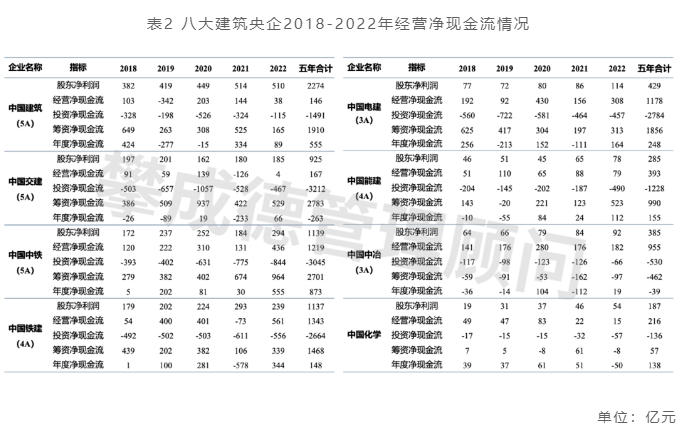 表2 八大建筑央企2018-2022年经营净现金流情况
企业名称 指标 2018 2019 2020 2021 2022 五年合计
中国建筑
(5A)
股东净利润 382 419 449 514 510 2274
经营净现金流 103 -342 203 144 38 146
投资净现金流 -328 -198 -526 -324 -115 -1491
筹资净现金流 649 263 308 525 165 1910
年度净现金流 424 -277 -15 334 89 555
中国交建
(5A)
股东净利润 197 201 162 180 185 925
经营净现金流 91 59 139 -126 4 167
投资净现金流 -503 -657 -1057 -528 -467 -3212
筹资净现金流 386 509 937 422 529 2783
年度净现金流 -26 -89 19 -233 66 -263
中国中铁
(5A)
股东净利润 172 237 252 184 294 1139
经营净现金流 120 222 310 131 436 1219
投资净现金流 -393 -402 -631 -775 -844 -3045
筹资净现金流 279 382 402 674 964 2701
年度净现金流 5 202 81 30 555 873
中国铁建
(4A)
股东净利润 179 202 224 293 239 1137
经营净现金流 54 400 401 -73 561 1343
投资净现金流 -492 -502 -503 -611 -556 -2664
筹资净现金流 439 202 382 106 339 1468
年度净现金流 1 100 281 -578 344 148
企业名称 指标 2018 2019 2020 2021 2022 五年合计
中国电建
(3A)
股东净利润 77 72 80 86 114 429
经营净现金流 192 92 430 156 308 1178
投资净现金流 -560 -722 -581 -464 -457 -2784
筹资净现金流 625 417 304 197 313 1856
年度净现金流 256 -213 152 -111 164 248
中国能建
(4A)
股东净利润 46 51 45 65 78 285
经营净现金流 51 110 65 88 79 393
投资净现金流 -204 -145 -202 -187 -490 -1228
筹资净现金流 143 -20 221 123 523 990
年度净现金流 -10 -55 84 24 112 155
中国中冶
(3A)
股东净利润 64 66 79 84 92 385
经营净现金流 141 176 280 176 182 955
投资净现金流 -117 -98 -123 -126 -66 -530
筹资净现金流 -59 -91 -53 -162 -97 -462
年度净现金流 -36 -14 104 -112 19 -39
中国化学
股东净利润 19 31 37 46 54 187
经营净现金流 49 47 83 22 15 216
投资净现金流 -17 -15 -15 -32 -57 -136
筹资净现金流 7 5 -8 61 -8 57
年度净现金流 39 37 61 51 -50 138
攀成德管理顾问
单位：亿元